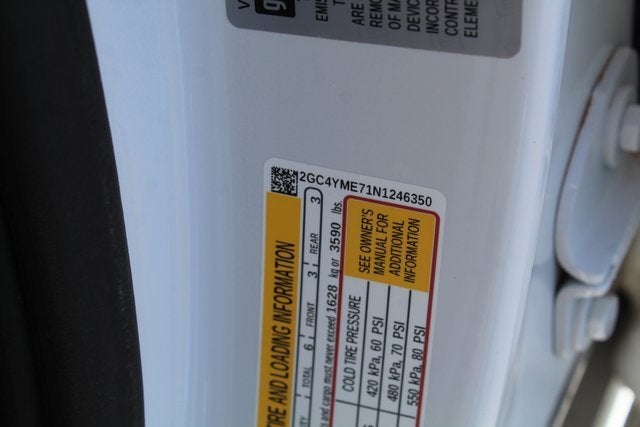 EMIS
T
ARE
REMO
OF MA
DEVIC
INCOR
CONTR
ELEME
2GC4YME71N1246350
TIRE AND LOADING INFORMATION
TOTAL 6 FRONT 3 REAR 3
and cargo must never exceed 1628 kg or 3590 lbs.
COLD TIRE PRESSURE
SEE OWNER'S
MANUAL FOR
ADDITIONAL
INFORMATION
420 kPa, 60 PSI
480 kPa, 70 PSI
550 kPa, 80 PSI